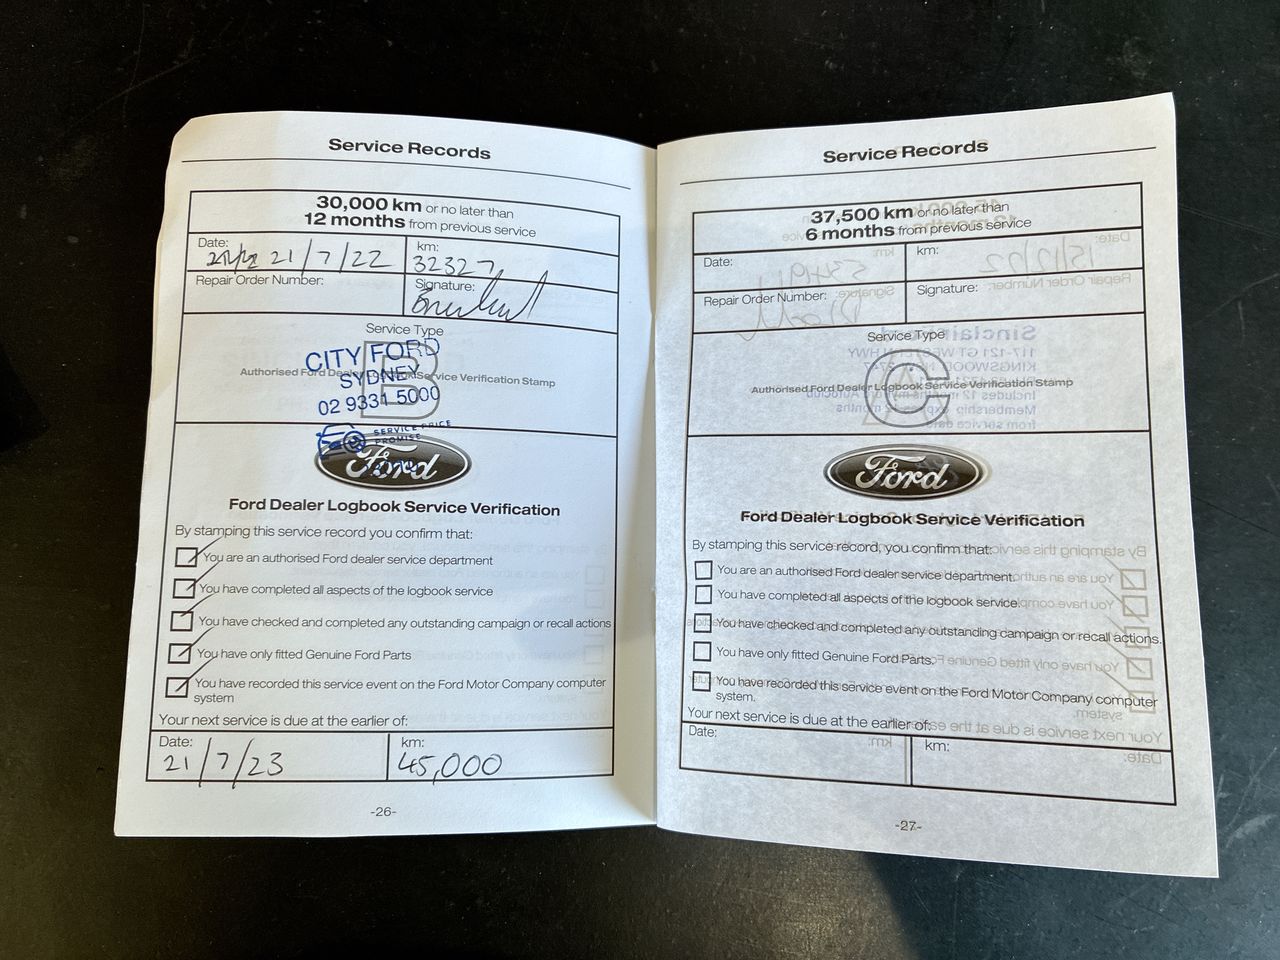 Service Records
30,000 km or no later than
12 months from previous service
Date:
21/7/22
km:
32327
Repair Order Number:
Signature:
Service Type
B
Authorised Ford Dealer Logbook Service Verification Stamp
CITY FORD
SYDNEY
02 9331 5000
SERVICE PRICE
PROMISE
Ford
Ford Dealer Logbook Service Verification
By stamping this service record you confirm that:
You are an authorised Ford dealer service department
You have completed all aspects of the logbook service
You have checked and completed any outstanding campaign or recall actions
You have only fitted Genuine Ford Parts
You have recorded this service event on the Ford Motor Company computer
system
Your next service is due at the earlier of:
Date:
21/7/23
km:
45,000
-26-
Service Records
37,500 km or no later than
6 months from previous service
Date:
km:
Repair Order Number:
Signature:
Service Type
C
Authorised Ford Dealer Logbook Service Verification Stamp
Ford
Ford Dealer Logbook Service Verification
By stamping this service record, you confirm that:
You are an authorised Ford dealer service department.
You have completed all aspects of the logbook service.
You have checked and completed any outstanding campaign or recall actions.
You have only fitted Genuine Ford Parts.
You have recorded this service event on the Ford Motor Company computer
system.
Your next service is due at the earlier of:
Date:
km:
-27-